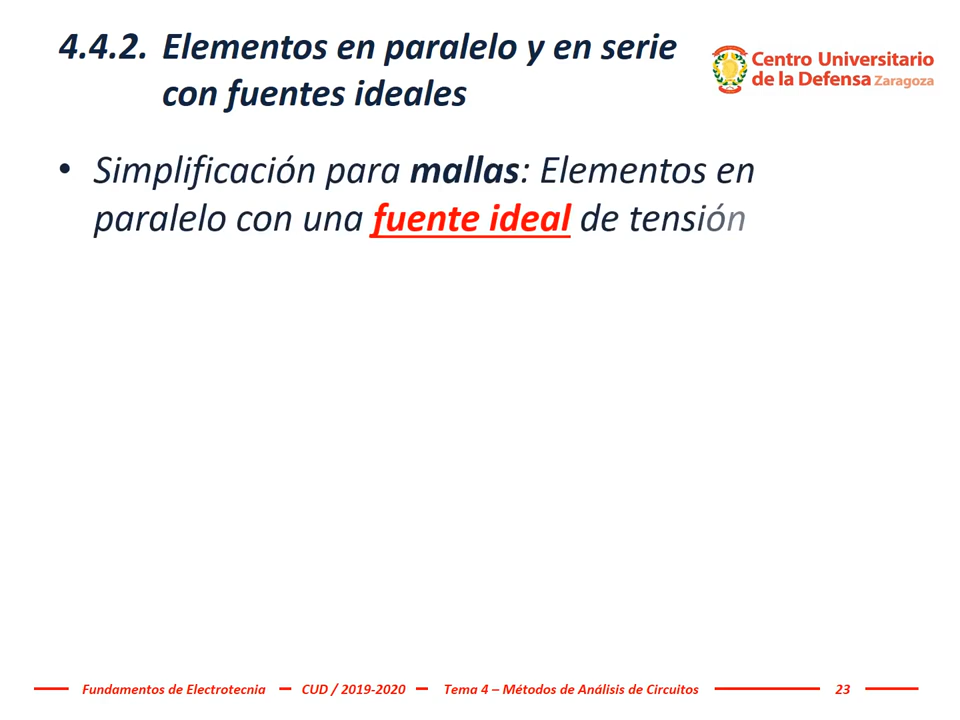 4.4.2. Elementos en paralelo y en serie
con fuentes ideales
Centro Universitario
de la Defensa Zaragoza
• Simplificación para mallas: Elementos en
paralelo con una fuente ideal de tensión
Fundamentos de Electrotecnia – CUD / 2019-2020 – Tema 4 – Métodos de Análisis de Circuitos 23